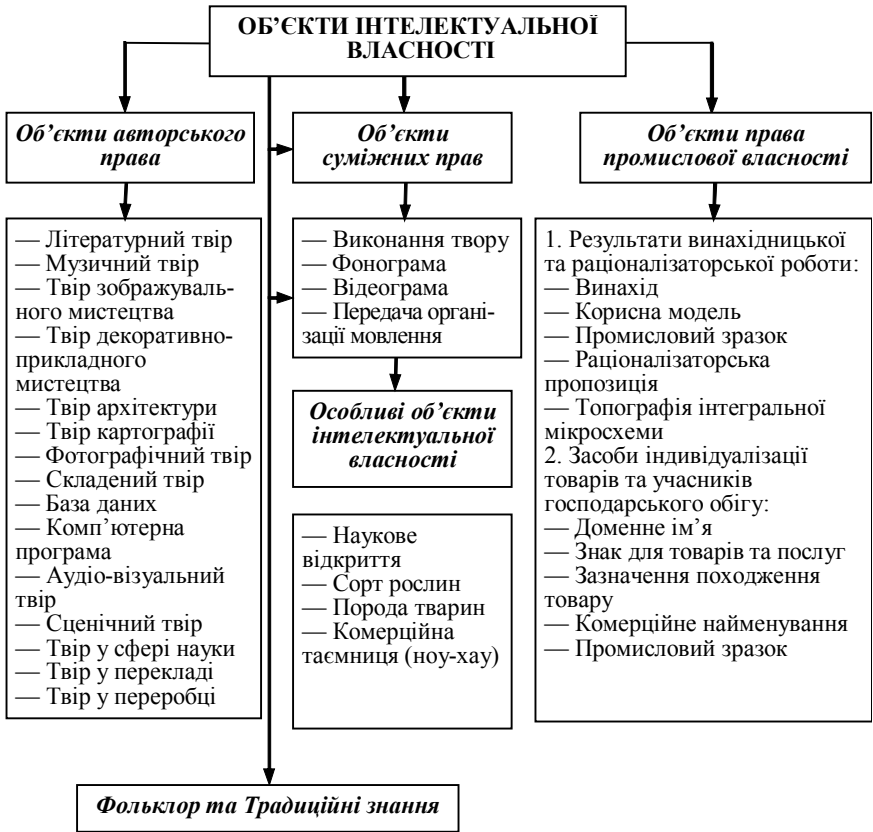 ОБ’ЄКТИ ІНТЕЛЕКТУАЛЬНОЇ
ВЛАСНОСТІ
Об’єкти авторського
права
— Літературний твір
— Музичний твір
— Твір зображуваль-
ного мистецтва
— Твір декоративно-
прикладного
мистецтва
— Твір архітектури
— Твір картографії
— Фотографічний твір
— Складений твір
— База даних
— Комп’ютерна
програма
— Аудіо-візуальний
твір
— Сценічний твір
— Твір у сфері науки
— Твір у перекладі
— Твір у переробці
Об’єкти
суміжних прав
— Виконання твору
— Фонограма
— Відеограма
— Передача органі-
зації мовлення
Особливі об’єкти
інтелектуальної
власності
— Наукове
відкриття
— Сорт рослин
— Порода тварин
— Комерційна
таємниця (ноу-хау)
Об’єкти права
промислової власності
1. Результати винахідницької
та раціоналізаторської роботи:
— Винахід
— Корисна модель
— Промисловий зразок
— Раціоналізаторська
пропозиція
— Топографія інтегральної
мікросхеми
2. Засоби індивідуалізації
товарів та учасників
господарського обігу:
— Доменне ім’я
— Знак для товарів та послуг
— Зазначення походження
товару
— Комерційне найменування
— Промисловий зразок
Фольклор та Традиційні знання